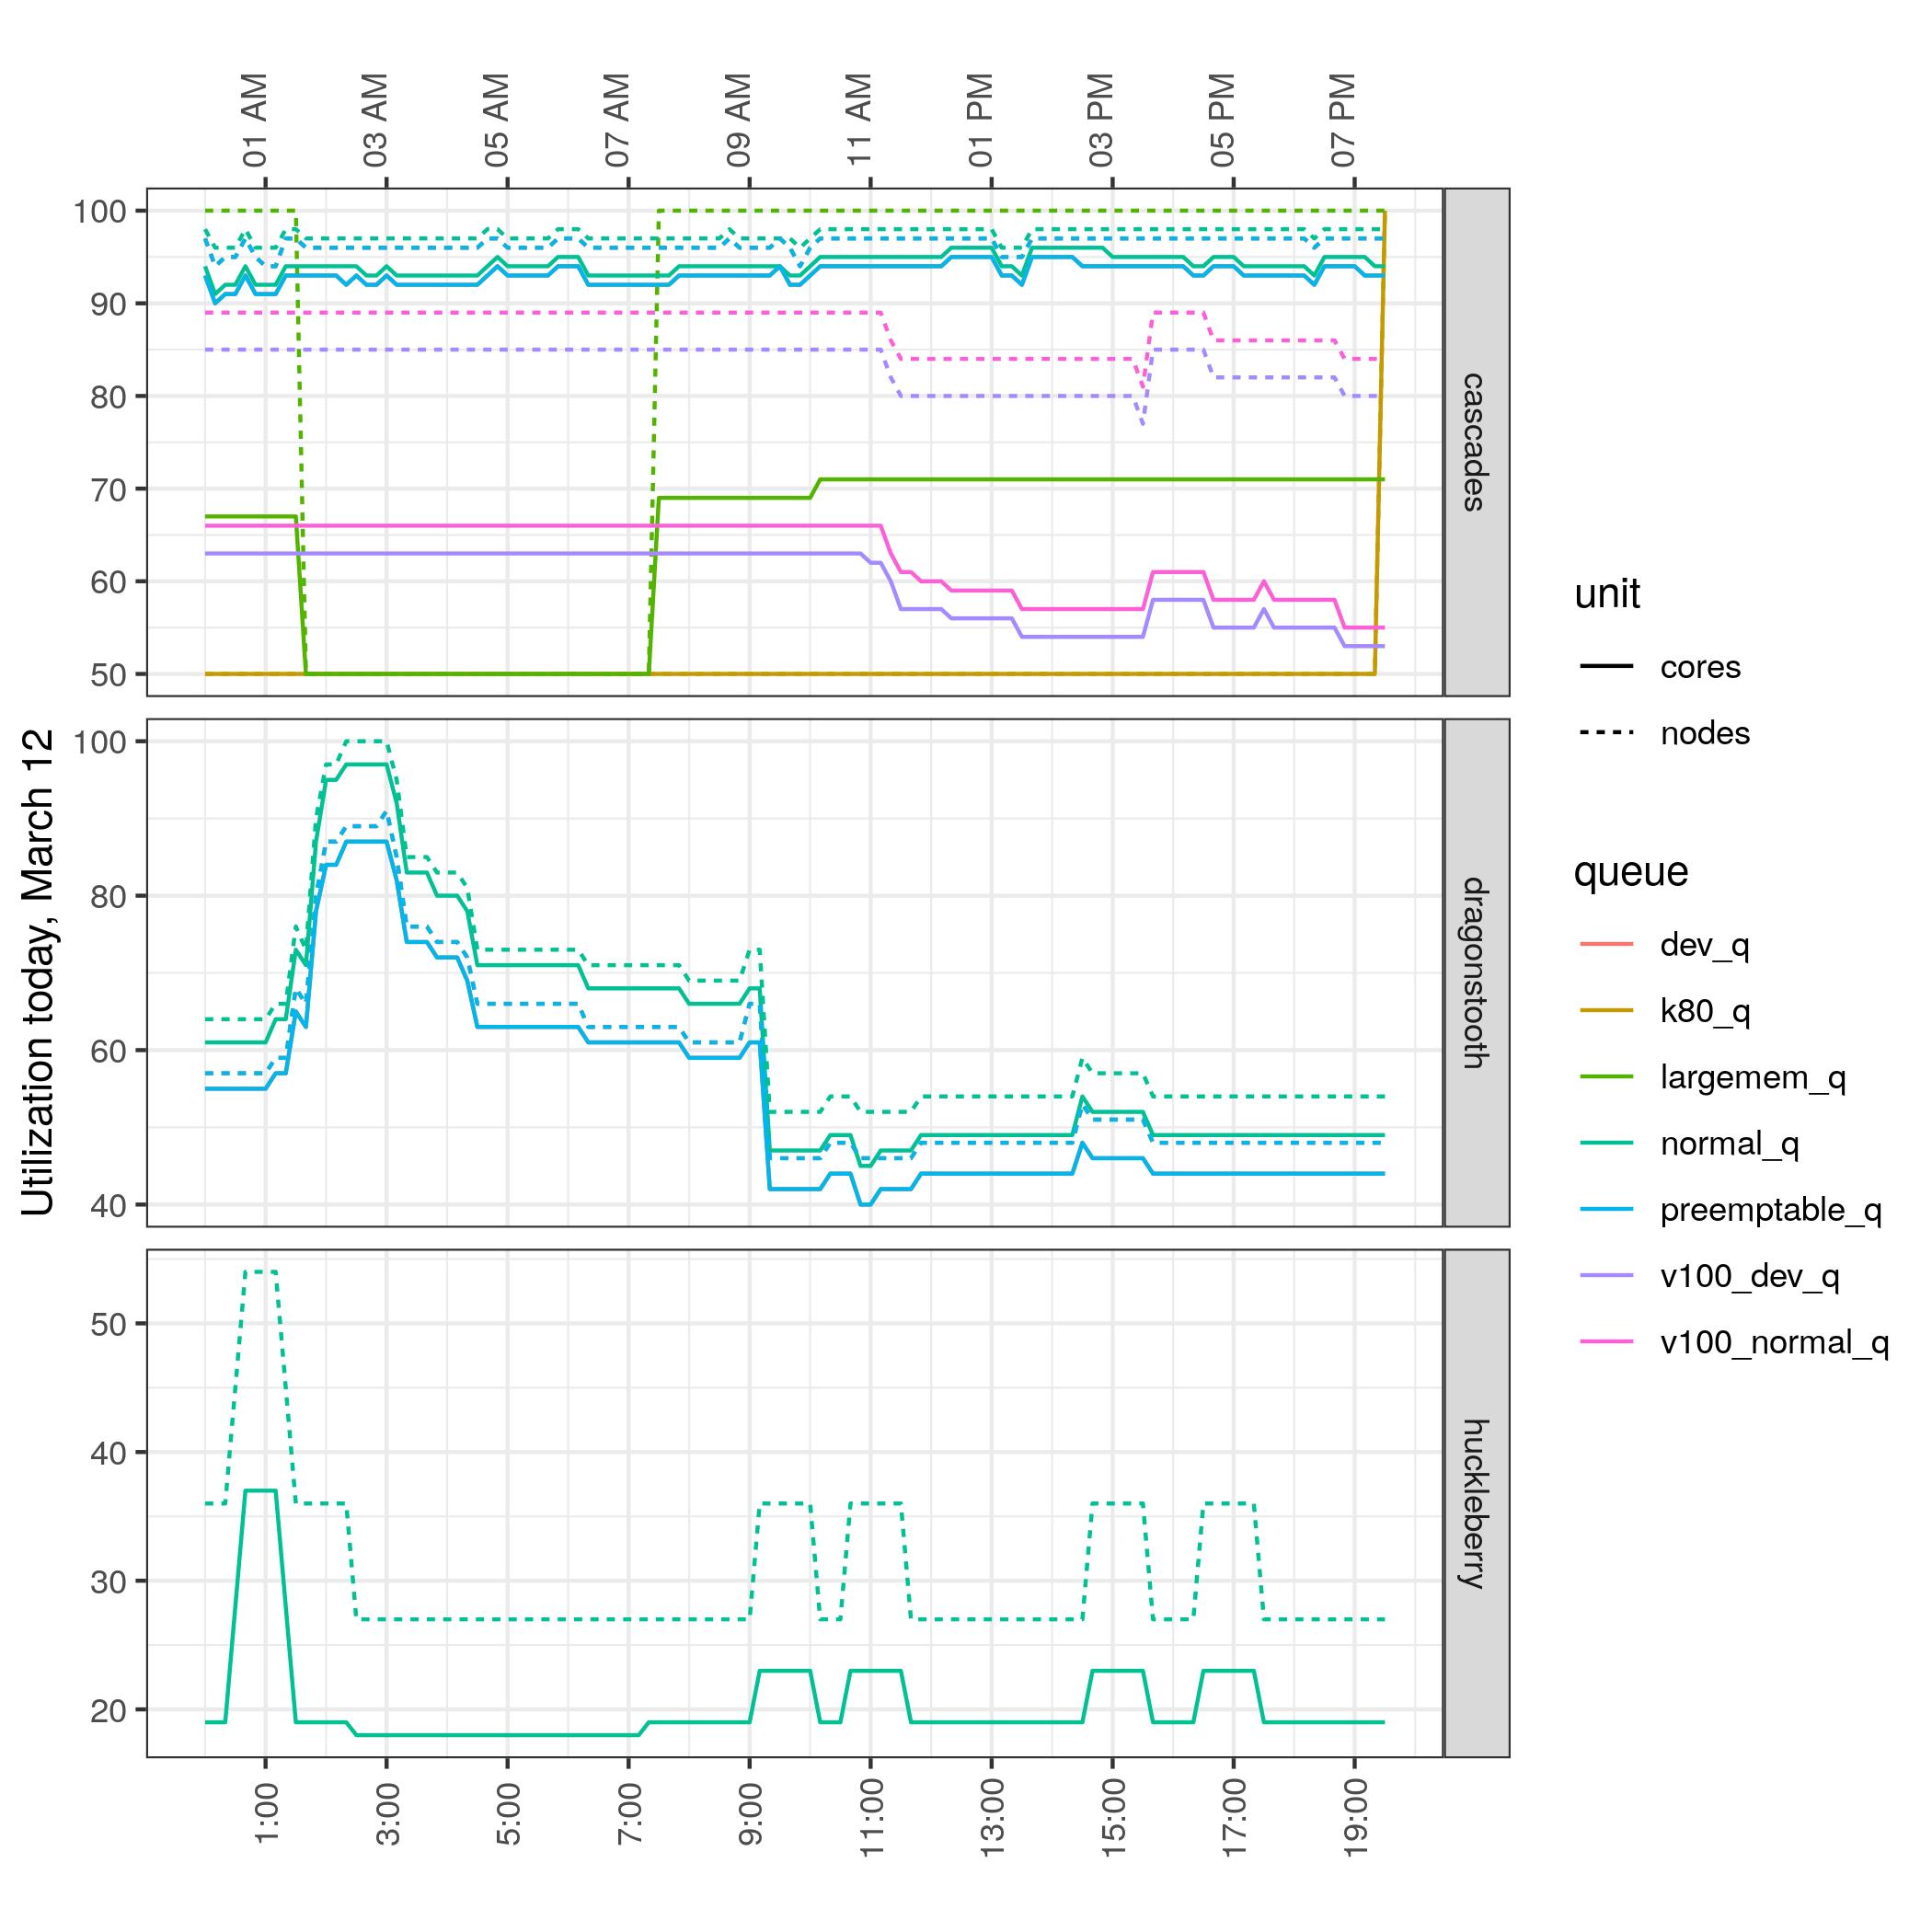 01 AM
03 AM
05 AM
07 AM
09 AM
11 AM
01 PM
03 PM
05 PM
07 PM
100
90
80
70
60
50
cascades
Utilization today, March 12
100
80
60
40
dragonstooth
50
40
30
20
huckleberry
1:00
3:00
5:00
7:00
9:00
11:00
13:00
15:00
17:00
19:00
unit
cores
nodes
queue
dev_q
k80_q
largemem_q
normal_q
preemptable_q
v100_dev_q
v100_normal_q